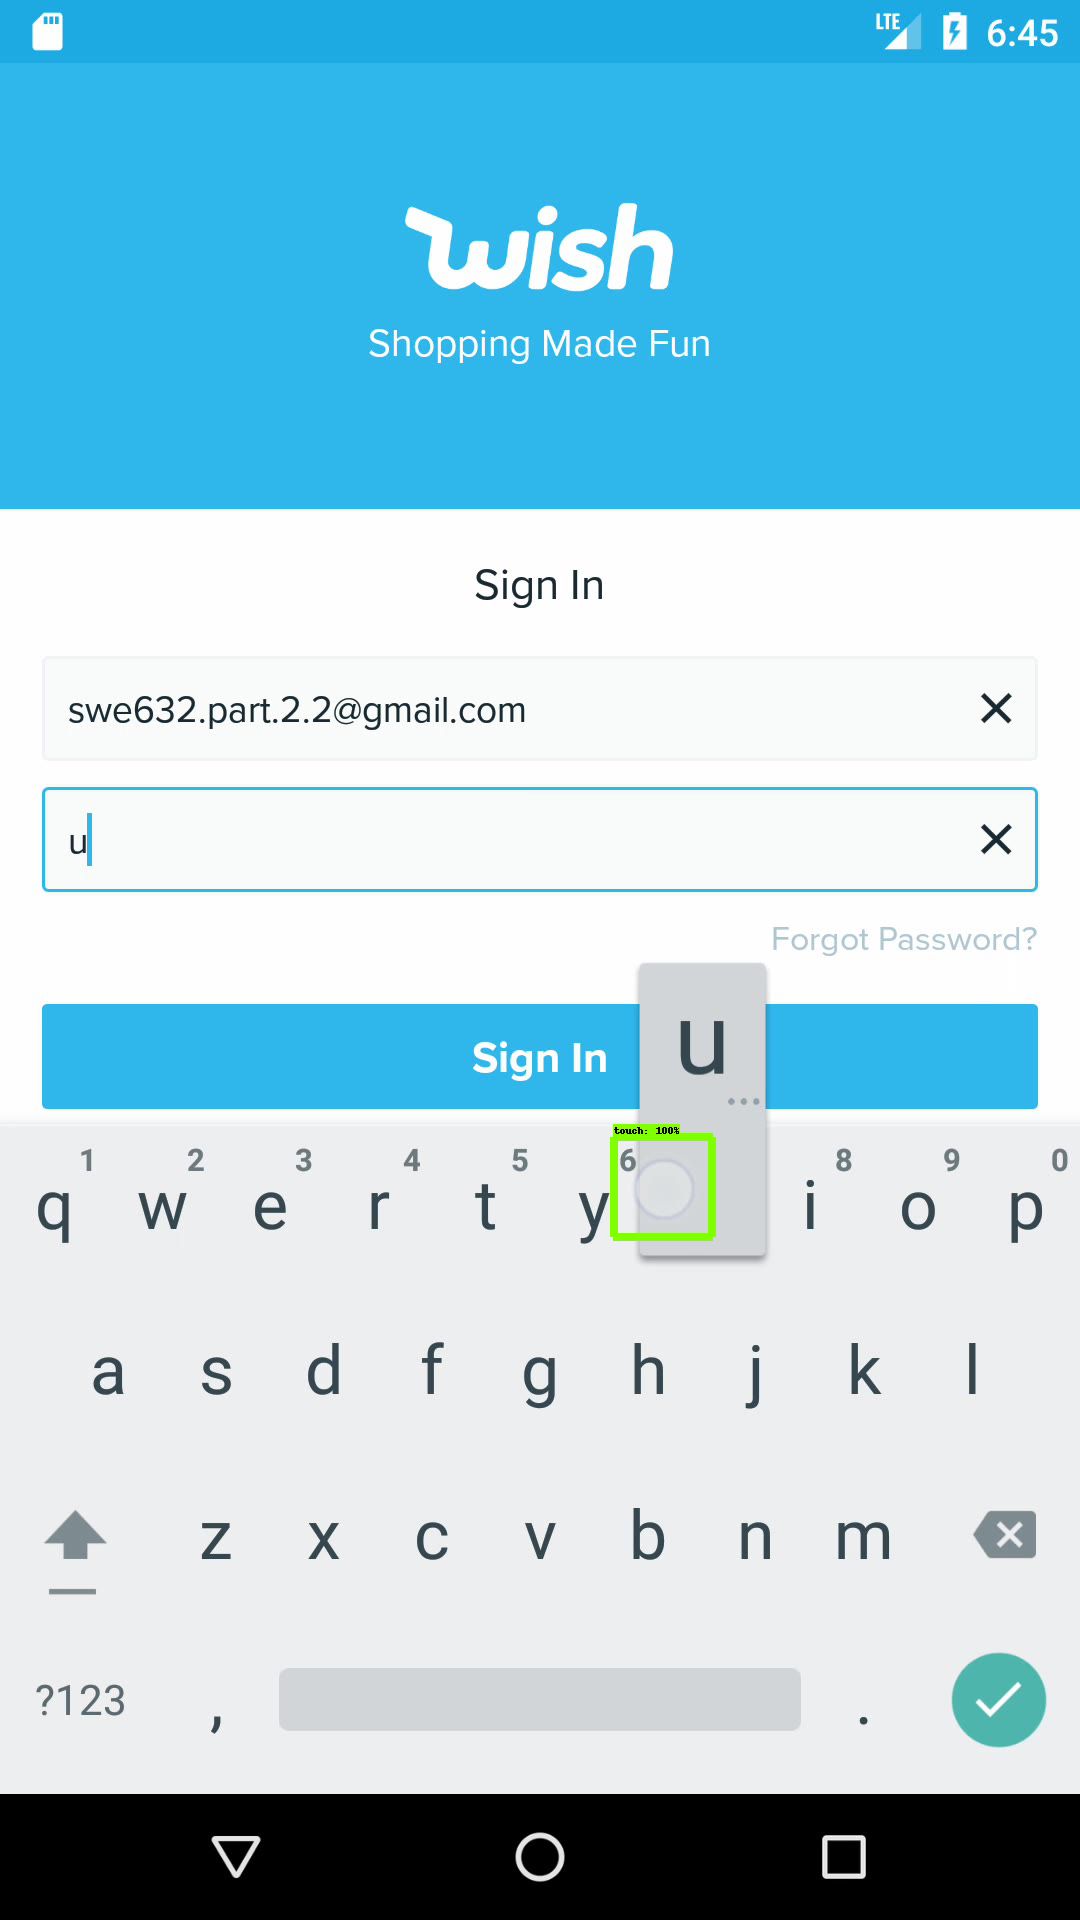 LTE 6:45
wish
Shopping Made Fun
Sign In
swe632.part.2.2@gmail.com
u
Forgot Password?
Sign In
u
...
touch: 100%
1 2 3 4 5 6 8 9 0
q w e r t y i o p
a s d f g h j k l
z x c v b n m
?123 , .